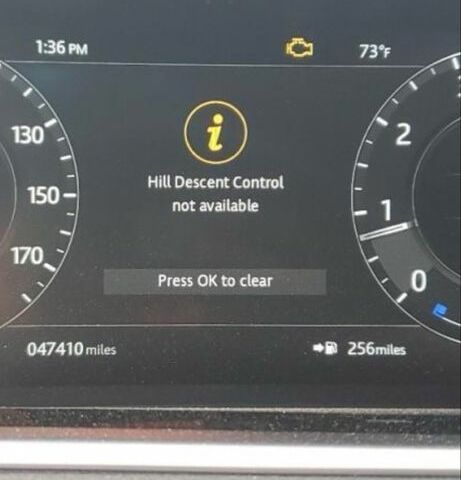 1:36 PM 73°F
130
150
170
2
1
0
i
Hill Descent Control
not available
Press OK to clear
047410 miles 256miles